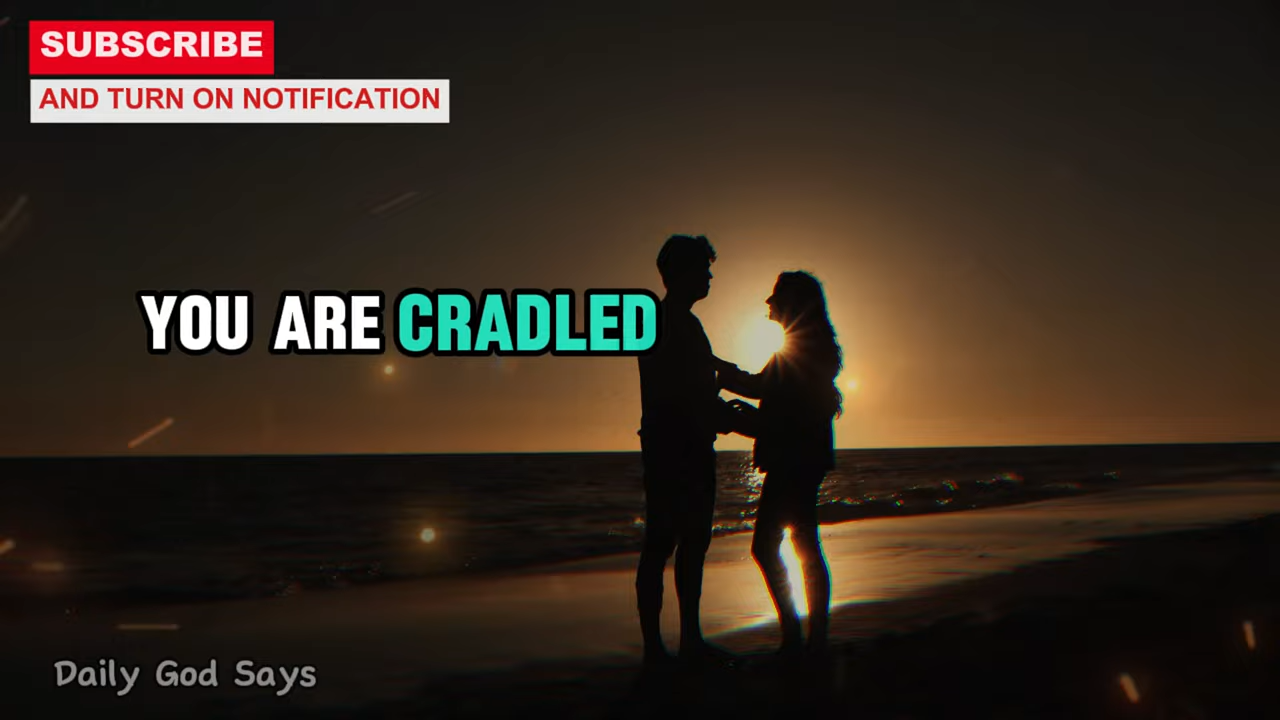 SUBSCRIBE
AND TURN ON NOTIFICATION
YOU ARE CRADLED
Daily God Says